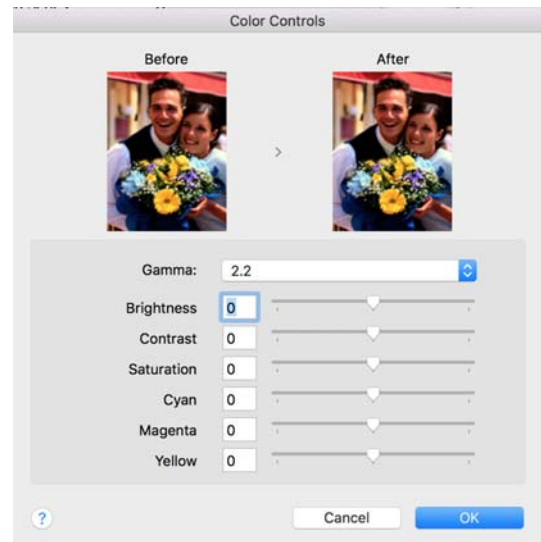 Color Controls
Before After
>
Gamma: 2.2
Brightness 0
Contrast 0
Saturation 0
Cyan 0
Magenta 0
Yellow 0
? Cancel OK